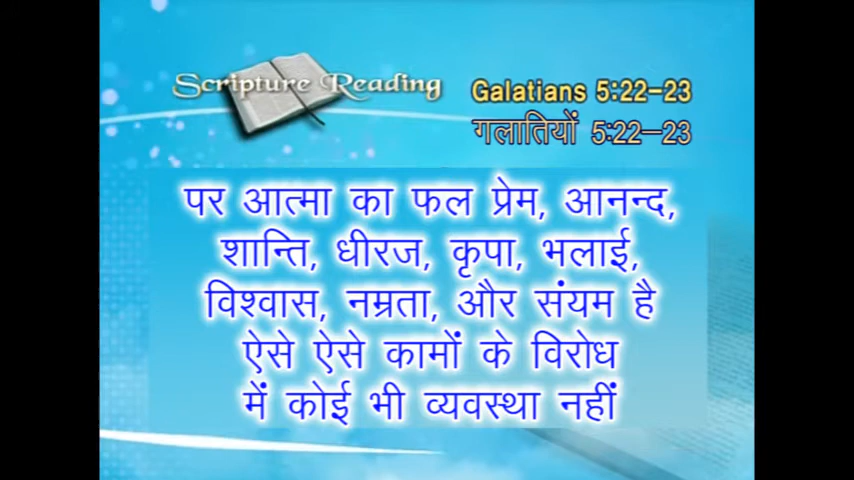 Scripture Reading
Galatians 5:22-23
गलातियों 5:22-23
पर आत्मा का फल प्रेम, आनन्द,
शान्ति, धीरज, कृपा, भलाई,
विश्वास, नम्रता, और संयम है
ऐसे ऐसे कामों के विरोध
में कोई भी व्यवस्था नहीं